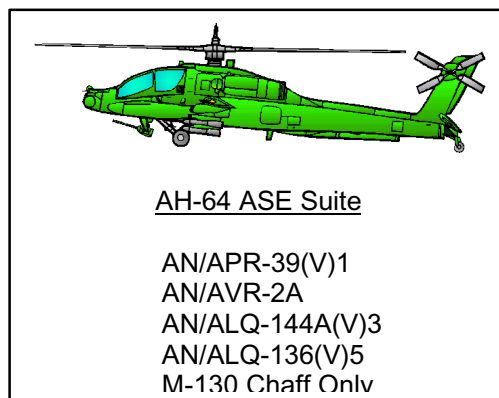 AH-64 ASE Suite
AN/APR-39(V)1
AN/AVR-2A
AN/ALQ-144A(V)3
AN/ALQ-136(V)5
M-130 Chaff Only